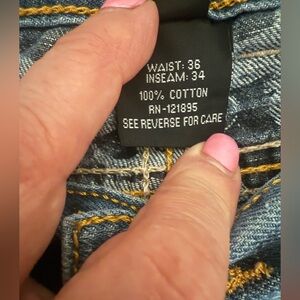 WAIST: 36
INSEAM: 34
100% COTTON
RN-121895
SEE REVERSE FOR CARE